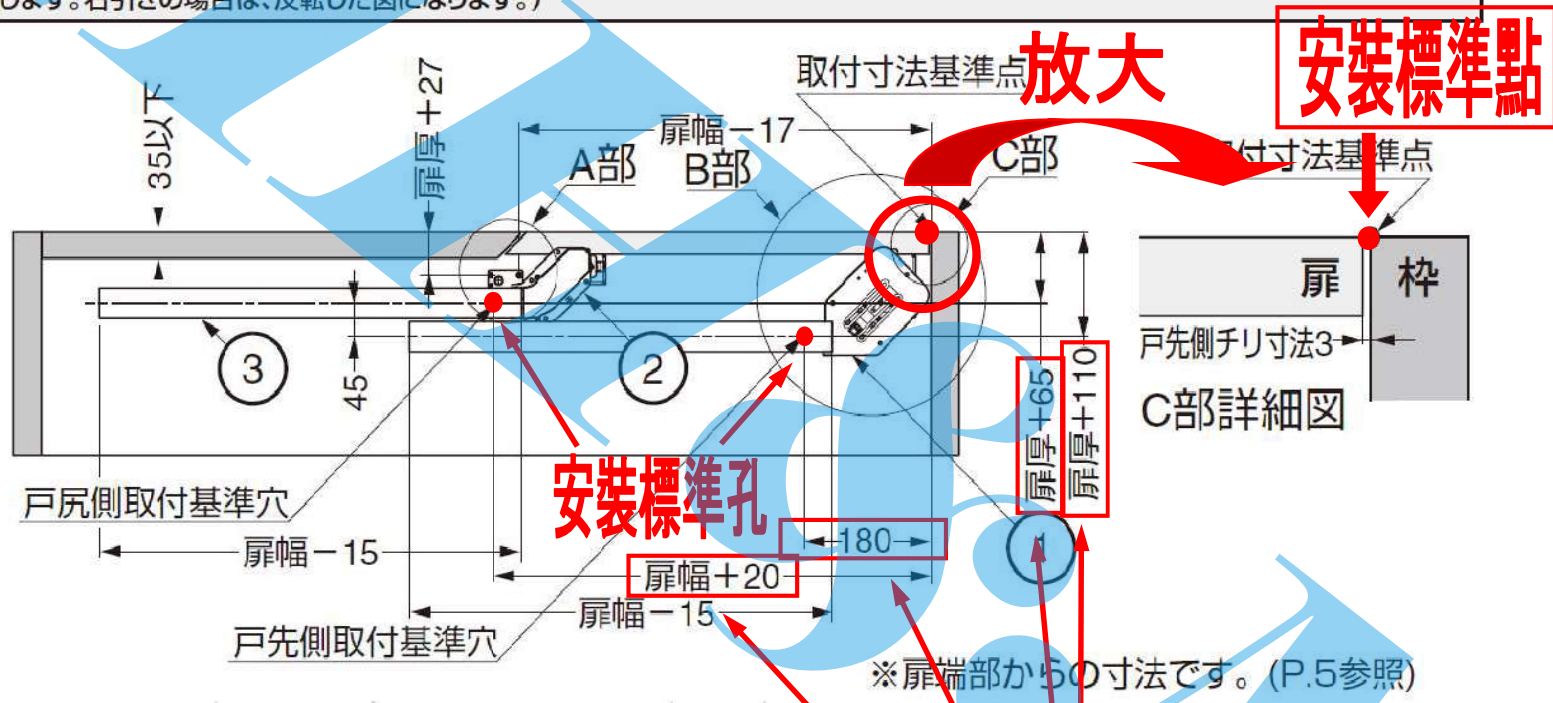 します。右引きの場合は、反転した図になります。)
取付寸法基準点
放大
安裝標準點
35以下
扉厚+27
扉幅-17
A部
B部
C部
付寸法基準点
扉
枠
戸先側チリ寸法3
C部詳細図
3
45
2
扉厚+65
扉厚+110
安裝標準孔
戸尻側取付基準穴
180
1
扉幅-15
扉幅+20
扉幅-15
戸先側取付基準穴
※扉端部からの寸法です。(P.5参照)